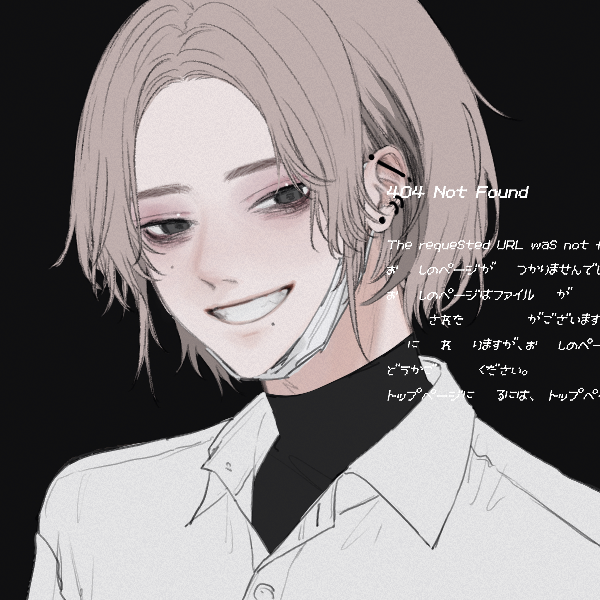 404 Not Found
The requeSted URL waS not
お しのページが つかりませんでし
お しのページはファイル が
された がございます
に れ りますが、お しのペー
どうかご ください。
トップページに るには、 トップペ